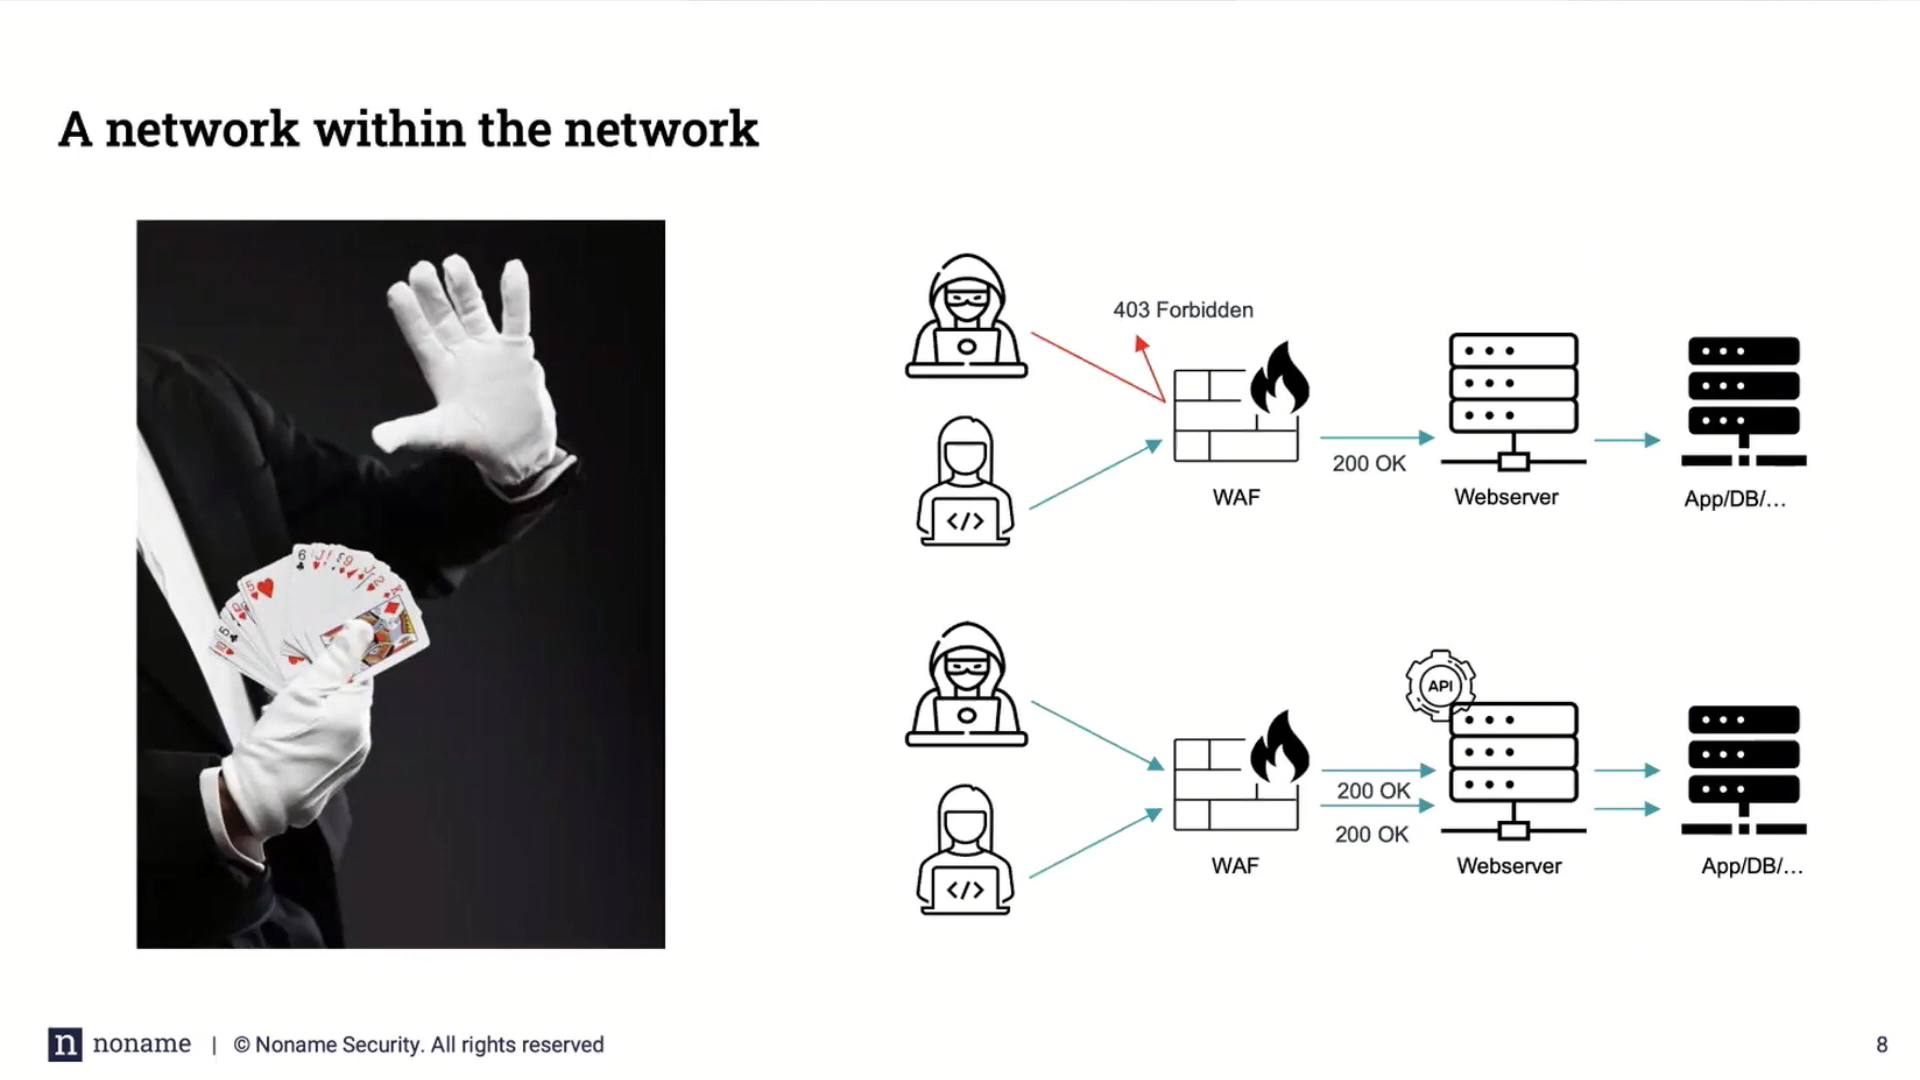 A network within the network
403 Forbidden
200 OK
WAF
Webserver
App/DB/...
API
200 OK
200 OK
WAF
Webserver
App/DB/...
n noname | © Noname Security. All rights reserved
8